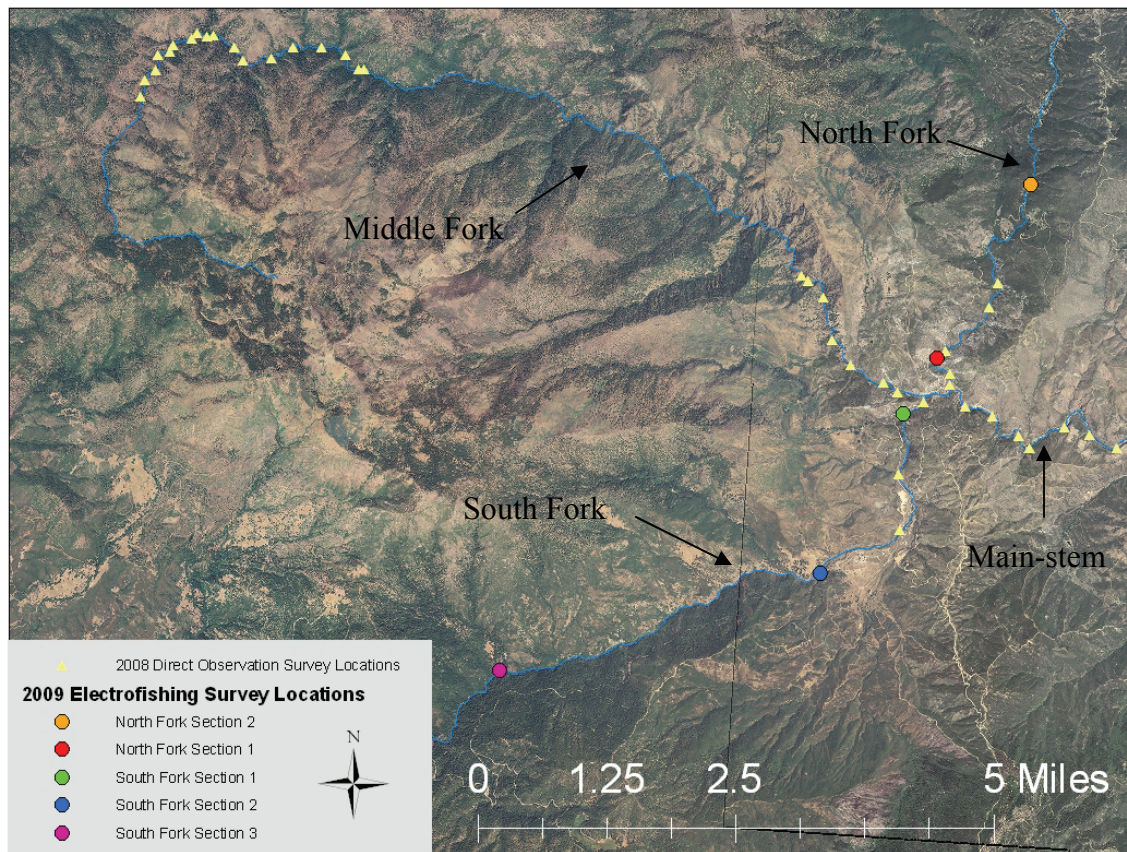 North Fork
Middle Fork
South Fork
Main-stem
2008 Direct Observation Survey Locations
2009 Electrofishing Survey Locations
North Fork Section 2
North Fork Section 1
South Fork Section 1
South Fork Section 2
South Fork Section 3
N
0 1.25 2.5 5 Miles